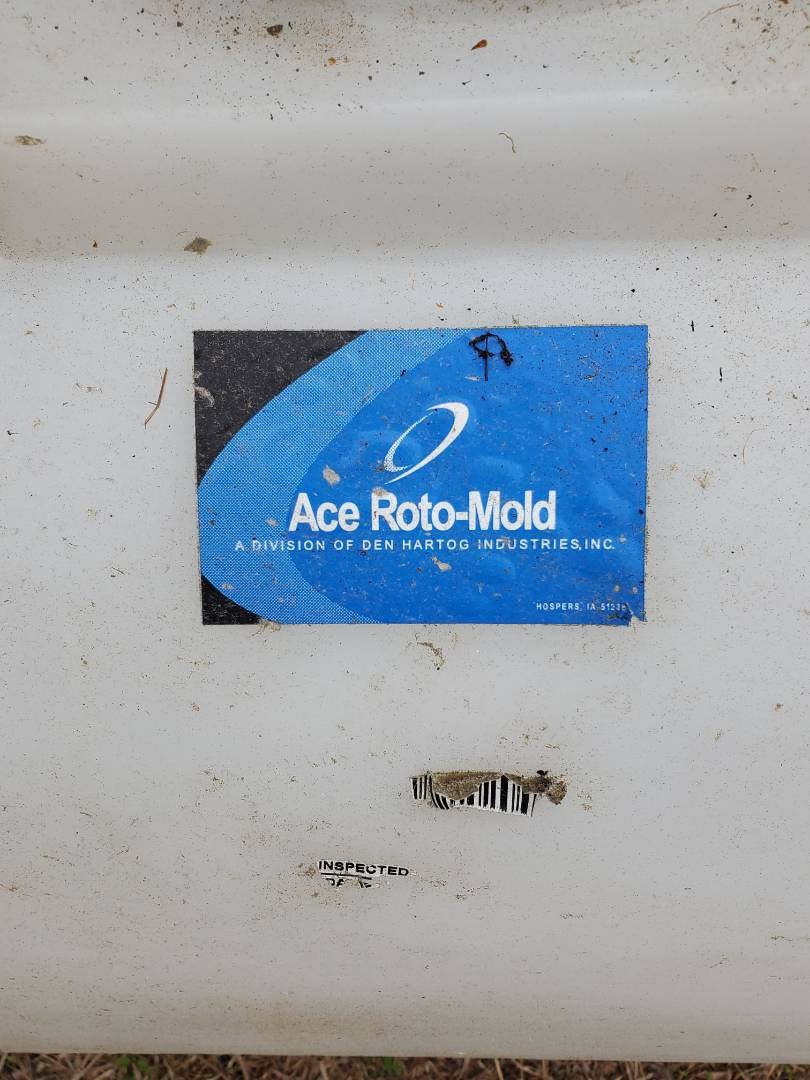 Ace Roto-Mold
A DIVISION OF DEN HARTOG INDUSTRIES, INC.
HOSPERS, IA
INSPECTED